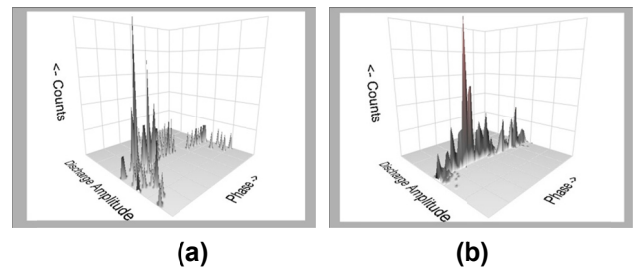 <- Counts
Discharge Amplitude
Phase >
(a)
<- Counts
Discharge Amplitude
Phase >
(b)